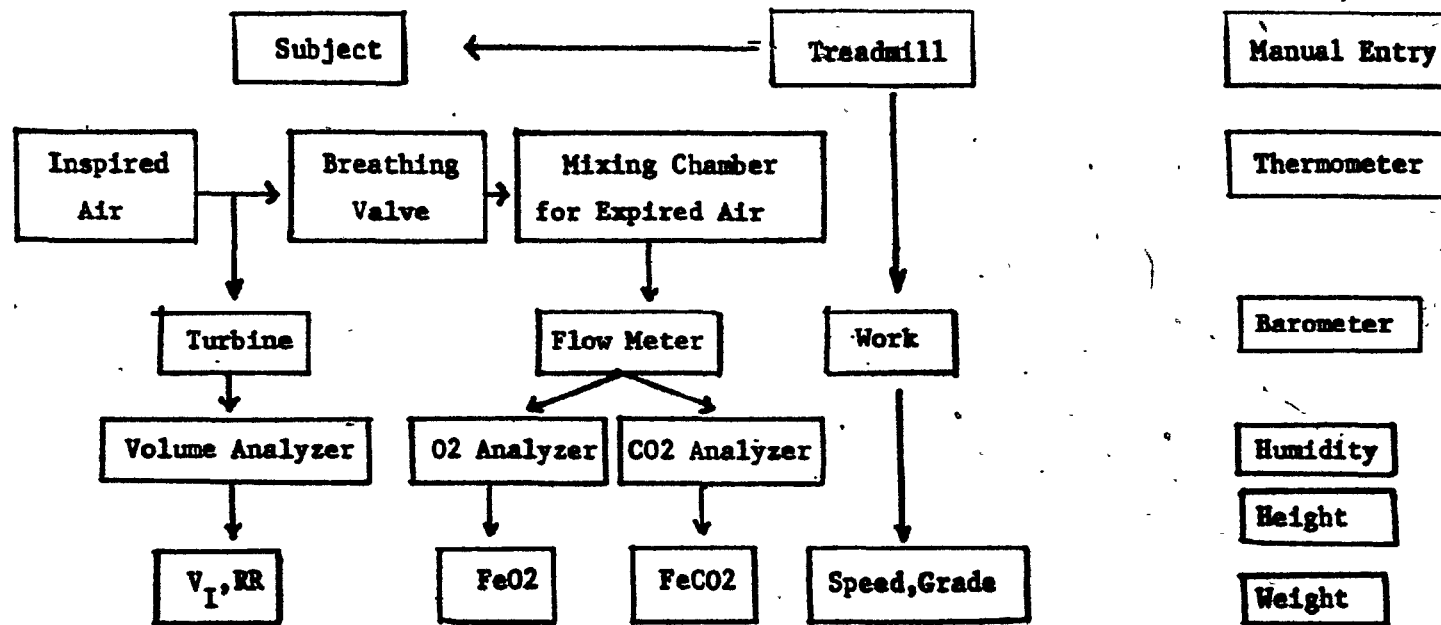 Subject
Treadmill
Manual Entry
Inspired
Air
Breathing
Valve
Mixing Chamber
for Expired Air
Thermometer
Turbine
Flow Meter
Work
Barometer
Volume Analyzer
O2 Analyzer
CO2 Analyzer
Humidity
Height
V_I,RR
FeO2
FeCO2
Speed,Grade
Weight